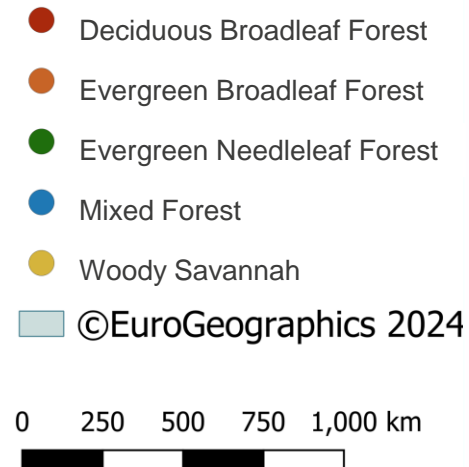 Deciduous Broadleaf Forest
Evergreen Broadleaf Forest
Evergreen Needleleaf Forest
Mixed Forest
Woody Savannah
©EuroGeographics 2024
0 250 500 750 1,000 km